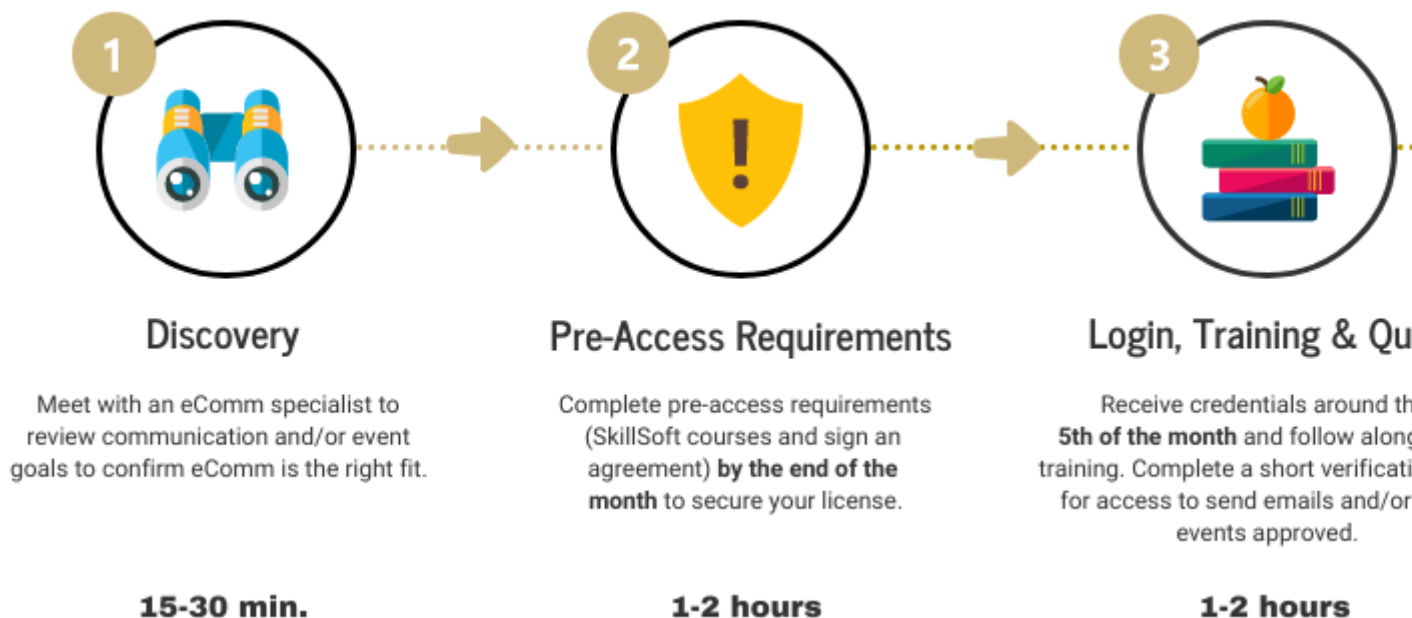 1
2
3
Discovery
Meet with an eComm specialist to
review communication and/or event
goals to confirm eComm is the right fit.
15-30 min.
Pre-Access Requirements
Complete pre-access requirements
(SkillSoft courses and sign an
agreement) by the end of the
month to secure your license.
1-2 hours
Login, Training &
Receive credentials around
5th of the month and follow
training. Complete a short
for access to send emails and/or
events approved.
1-2 hours